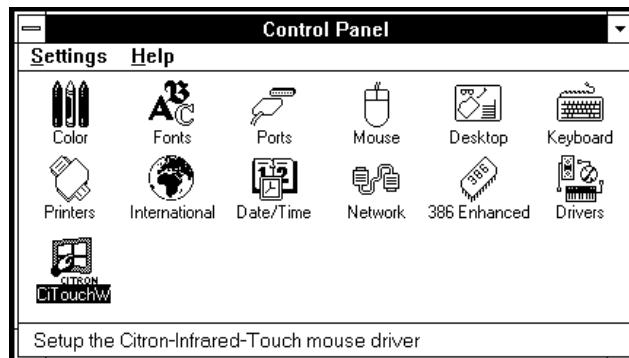 Control Panel
Settings Help
Color Fonts Ports Mouse Desktop Keyboard
386
Printers International Date/Time Network 386 Enhanced Drivers
CITRON
CiTouchW
Setup the Citron-Infrared-Touch mouse driver